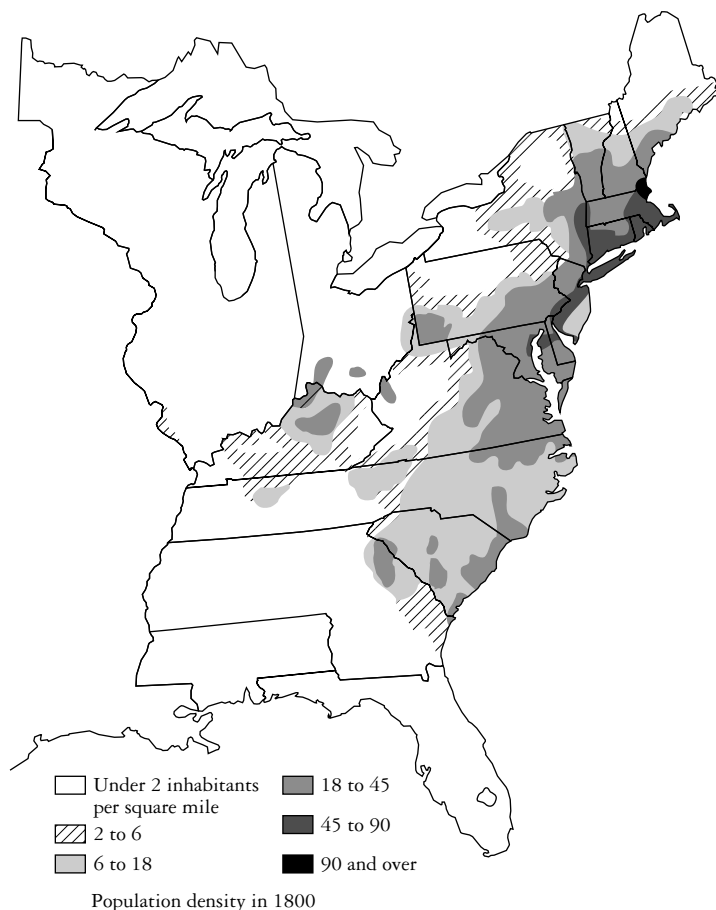 Under 2 inhabitants
per square mile
2 to 6
6 to 18
18 to 45
45 to 90
90 and over
Population density in 1800